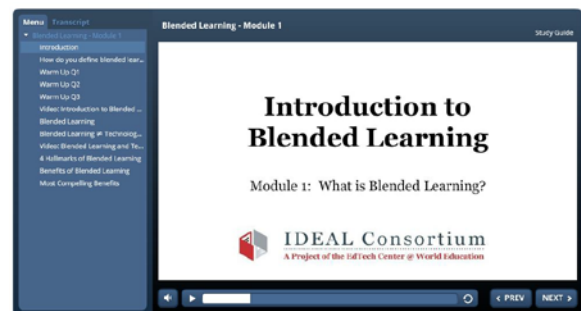 Menu Transcript
Blended Learning - Module 1
Introduction
How do you define blended lear...
Warm Up Q1
Warm Up Q2
Warm Up Q3
Video: Introduction to Blended ...
Blended Learning
Blended Learning ≠ Technolog...
Video: Blended Learning and Te...
4 Hallmarks of Blended Learning
Benefits of Blended Learning
Most Compelling Benefits
Blended Learning - Module 1
Study Guide
Introduction to
Blended Learning
Module 1: What is Blended Learning?
IDEAL Consortium
A Project of the EdTech Center @ World Education
< PREV
NEXT >